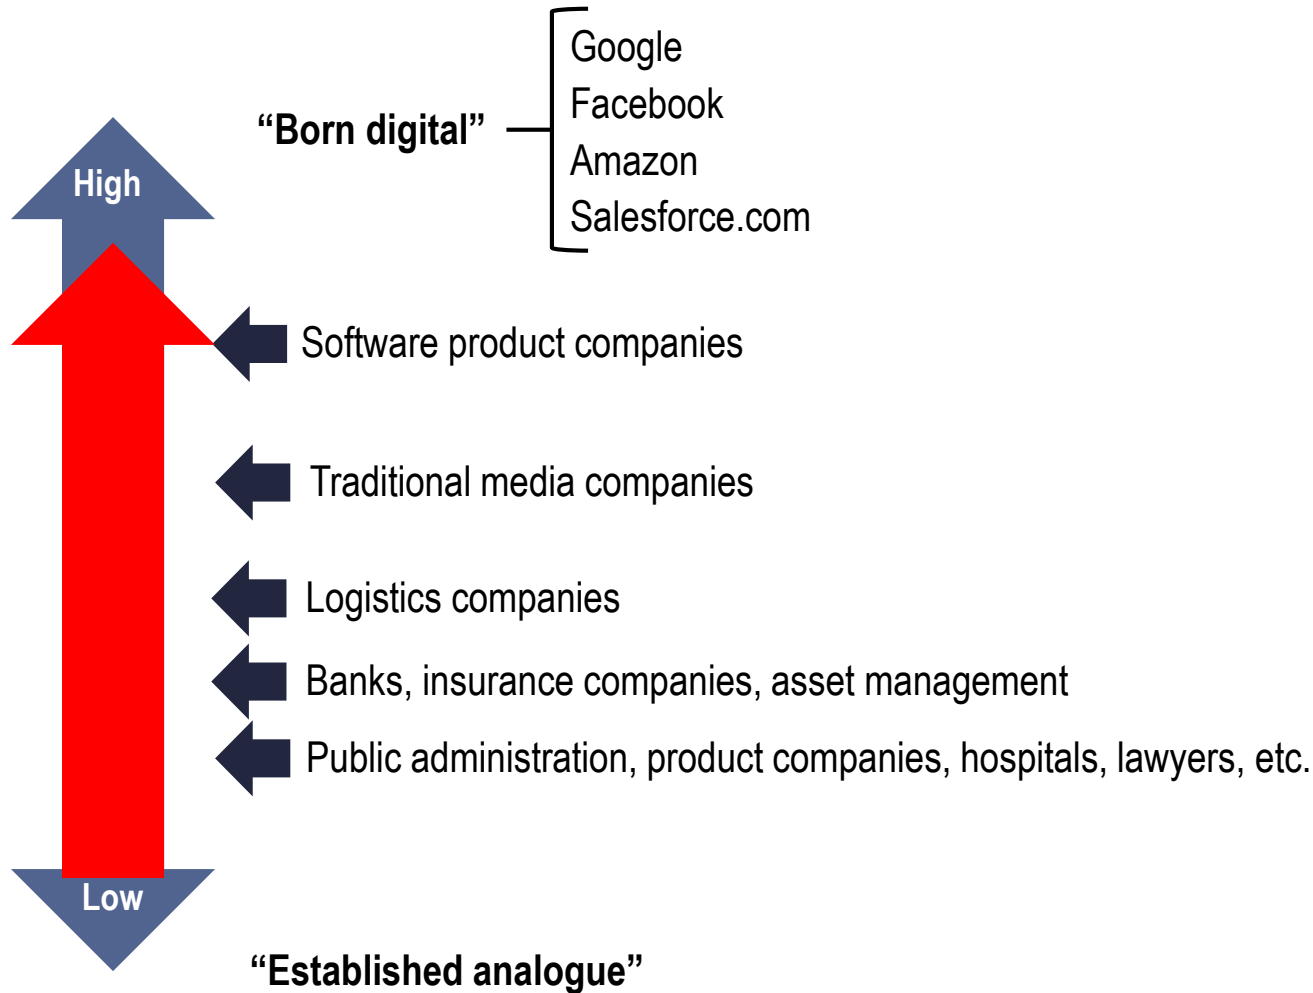 Google
Facebook
“Born digital”
Amazon
Salesforce.com
High
Software product companies
Traditional media companies
Logistics companies
Banks, insurance companies, asset management
Public administration, product companies, hospitals, lawyers, etc.
Low
“Established analogue”